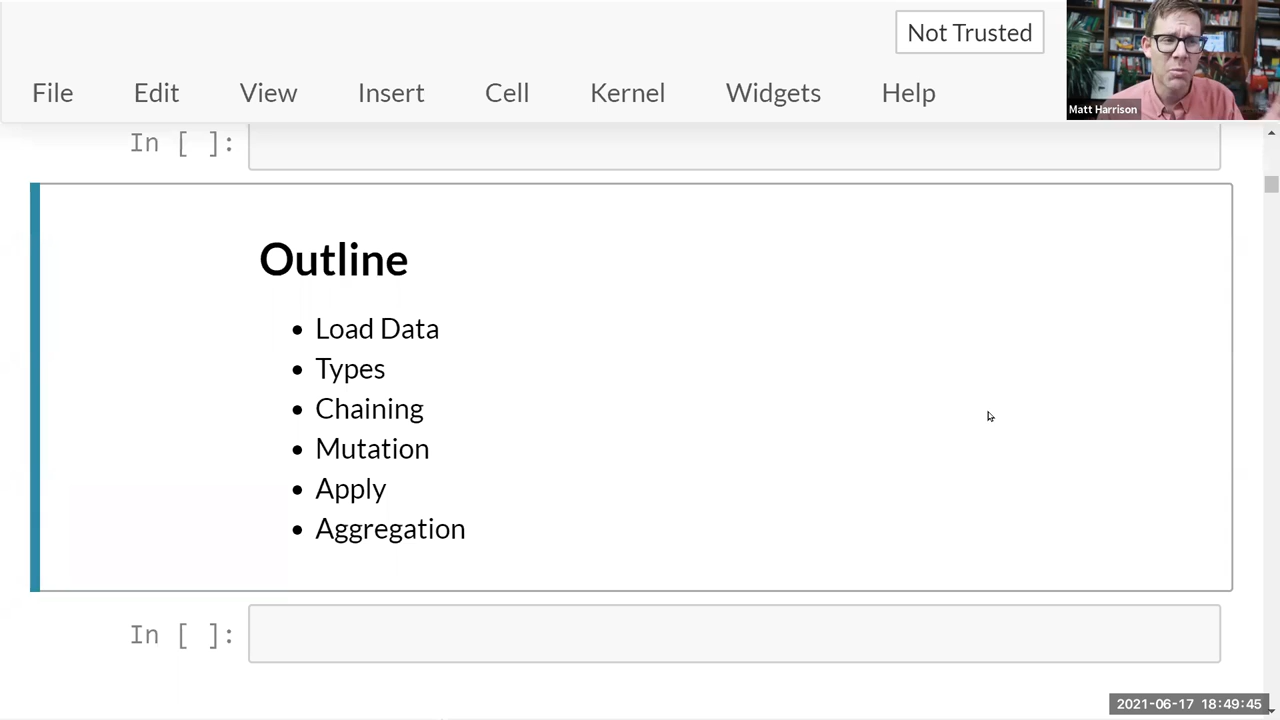 Not Trusted
File Edit View Insert Cell Kernel Widgets Help
Matt Harrison
In [ ]:
Outline
• Load Data
• Types
• Chaining
• Mutation
• Apply
• Aggregation
In [ ]:
2021-06-17 18:49:45